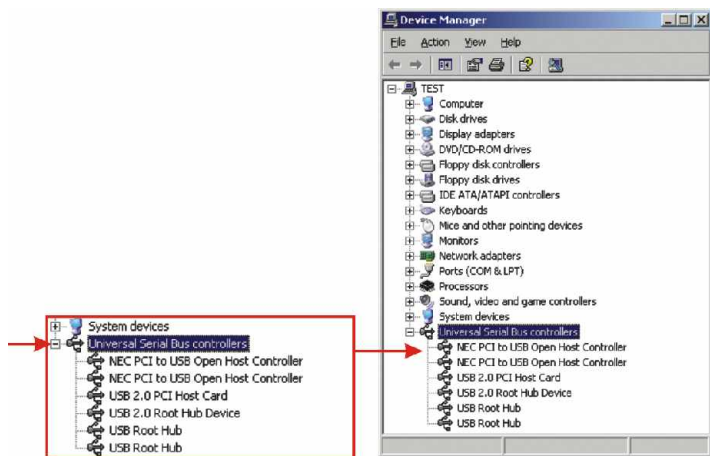 Device Manager
File Action View Help
TEST
Computer
Disk drives
Display adapters
DVD/CD-ROM drives
Floppy disk controllers
Floppy disk drives
IDE ATA/ATAPI controllers
Keyboards
Mice and other pointing devices
Monitors
Network adapters
Ports (COM & LPT)
Processors
Sound, video and game controllers
System devices
Universal Serial Bus controllers
NEC PCI to USB Open Host Controller
NEC PCI to USB Open Host Controller
USB 2.0 PCI Host Card
USB 2.0 Root Hub Device
USB Root Hub
USB Root Hub
System devices
Universal Serial Bus controllers
NEC PCI to USB Open Host Controller
NEC PCI to USB Open Host Controller
USB 2.0 PCI Host Card
USB 2.0 Root Hub Device
USB Root Hub
USB Root Hub